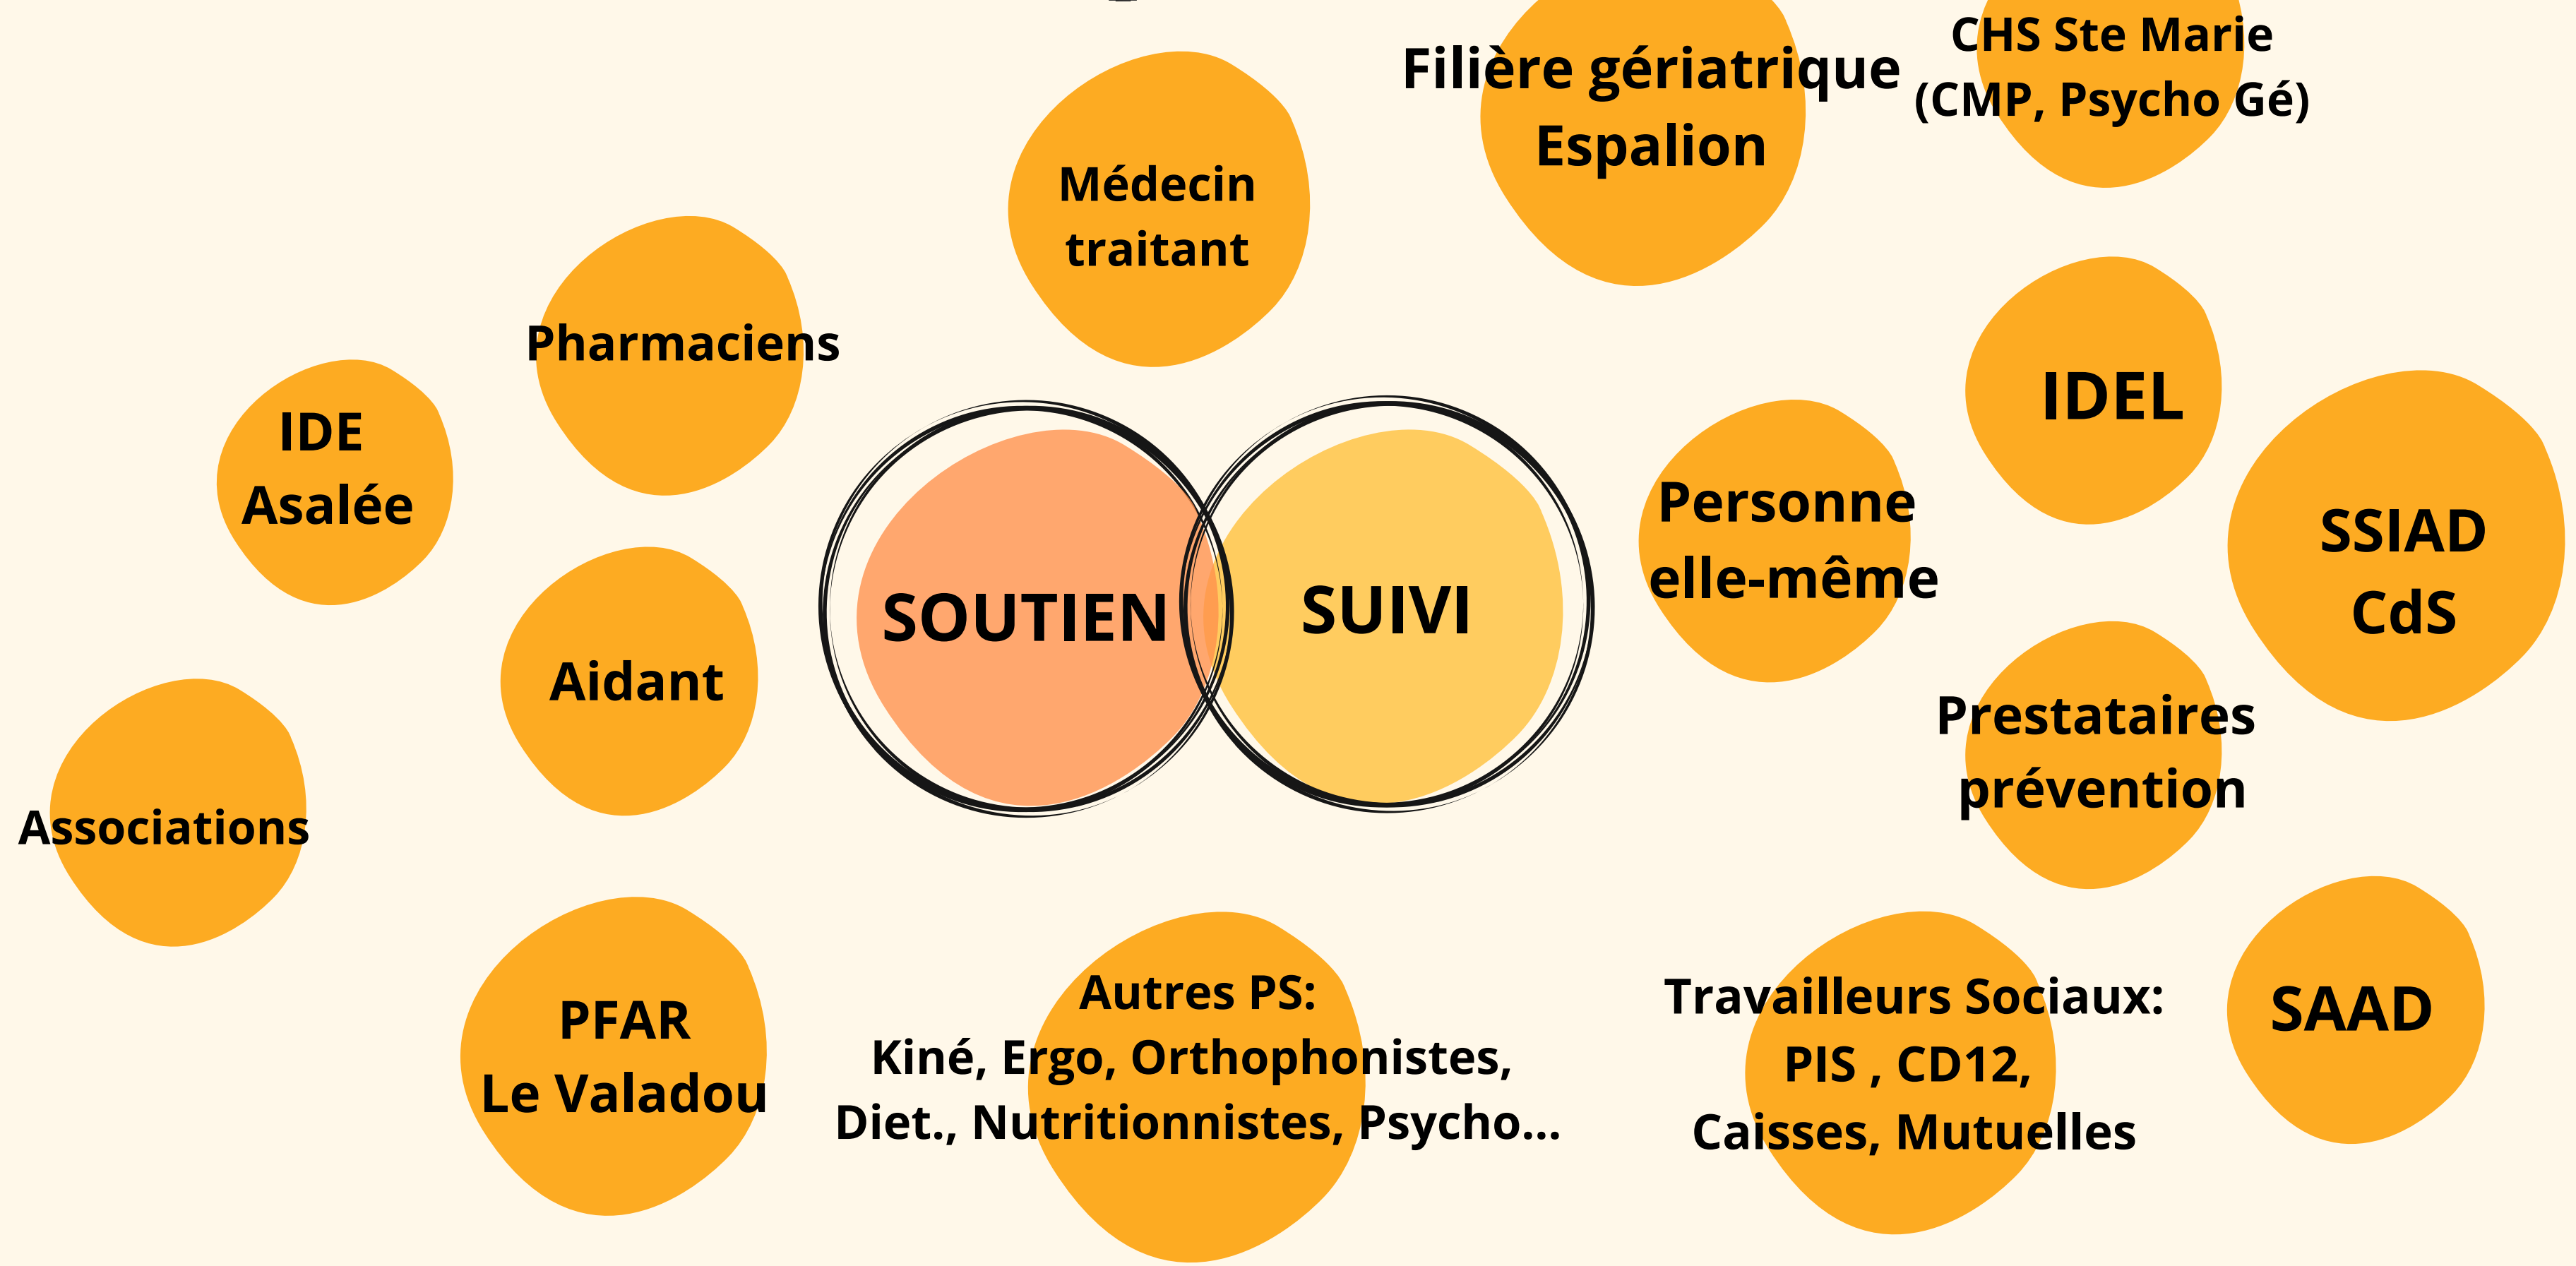 CHS Ste Marie
(CMP, Psycho Gé)
Filière gériatrique
Espalion
Médecin
traitant
Pharmaciens
IDEL
IDE
Asalée
Personne
elle-même
SSIAD
CdS
SOUTIEN
SUIVI
Aidant
Prestataires
prévention
Associations
PFAR
Le Valadou
Autres PS:
Kiné, Ergo, Orthophonistes,
Diet., Nutritionnistes, Psycho...
Travailleurs Sociaux:
PIS , CD12,
Caisses, Mutuelles
SAAD